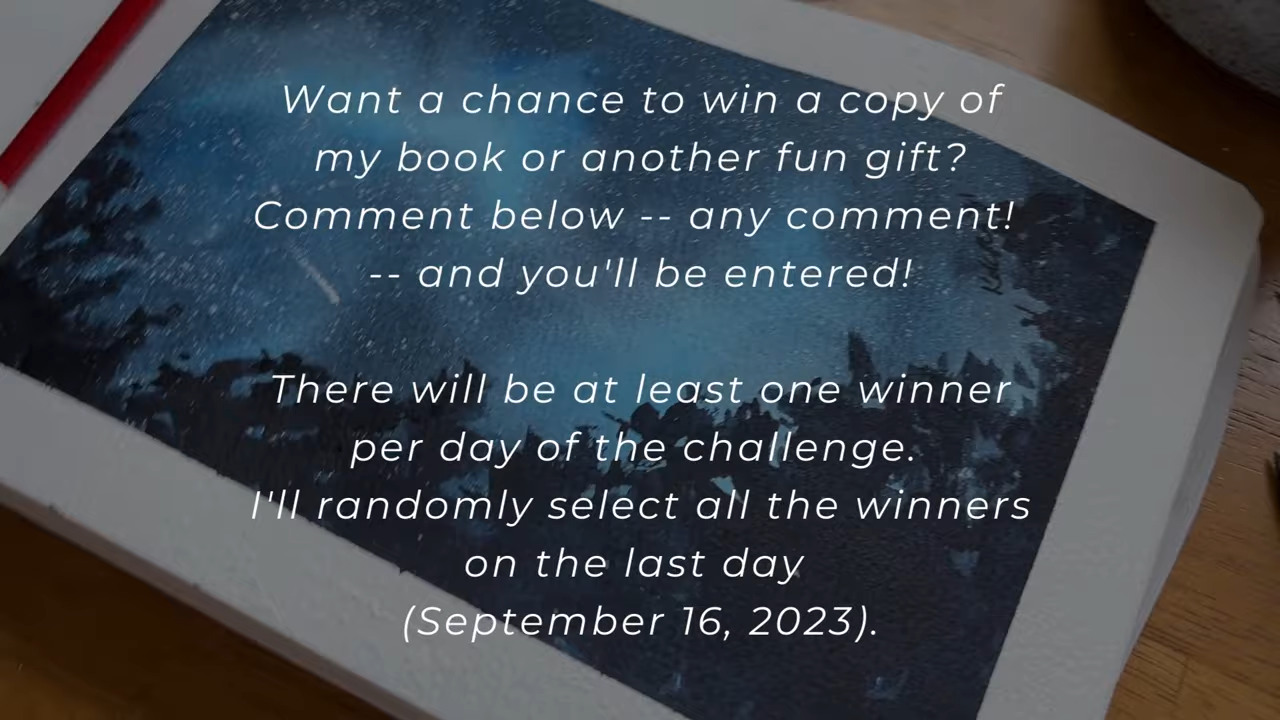 Want a chance to win a copy of
my book or another fun gift?
Comment below -- any comment!
-- and you'll be entered!
There will be at least one winner
per day of the challenge.
I'll randomly select all the winners
on the last day
(September 16, 2023).